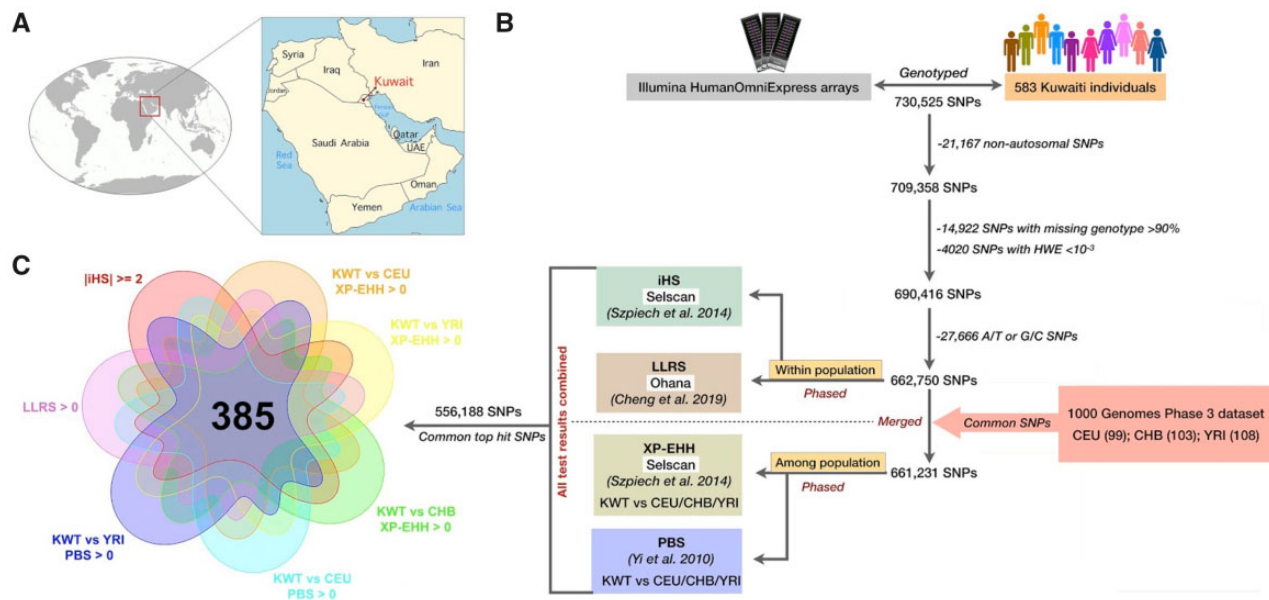 A
Syria
Iraq
Iran
Jordan
Kuwait
Persian
Gulf
Qatar
UAE
Saudi Arabia
Red
Sea
Oman
Yemen
Arabian Sea
B
Illumina HumanOmniExpress arrays
Genotyped
583 Kuwaiti individuals
730,525 SNPs
-21,167 non-autosomal SNPs
709,358 SNPs
-14,922 SNPs with missing genotype >90%
-4020 SNPs with HWE <10-3
690,416 SNPs
-27,666 A/T or G/C SNPs
662,750 SNPs
Within population
Phased
iHS
Selscan
(Szpiech et al. 2014)
LLRS
Ohana
(Cheng et al. 2019)
Merged
Common SNPs
1000 Genomes Phase 3 dataset
CEU (99); CHB (103); YRI (108)
661,231 SNPs
Among population
Phased
XP-EHH
Selscan
(Szpiech et al. 2014)
KWT vs CEU/CHB/YRI
PBS
(Yi et al. 2010)
KWT vs CEU/CHB/YRI
All test results combined
556,188 SNPs
Common top hit SNPs
C
|iHS| >= 2
KWT vs CEU
XP-EHH > 0
KWT vs YRI
XP-EHH > 0
LLRS > 0
385
KWT vs CHB
XP-EHH > 0
KWT vs YRI
PBS > 0
KWT vs CEU
PBS > 0